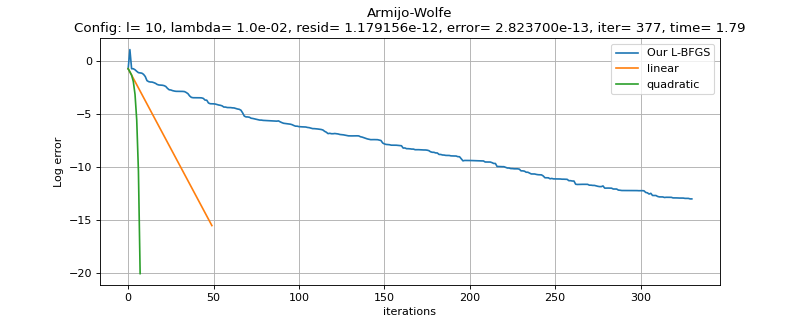 Armijo-Wolfe
Config: l= 10, lambda= 1.0e-02, resid= 1.179156e-12, error= 2.823700e-13, iter= 377, time= 1.79
Our L-BFGS
linear
quadratic
Log error
0
−5
−10
−15
−20
0
50
100
150
200
250
300
iterations